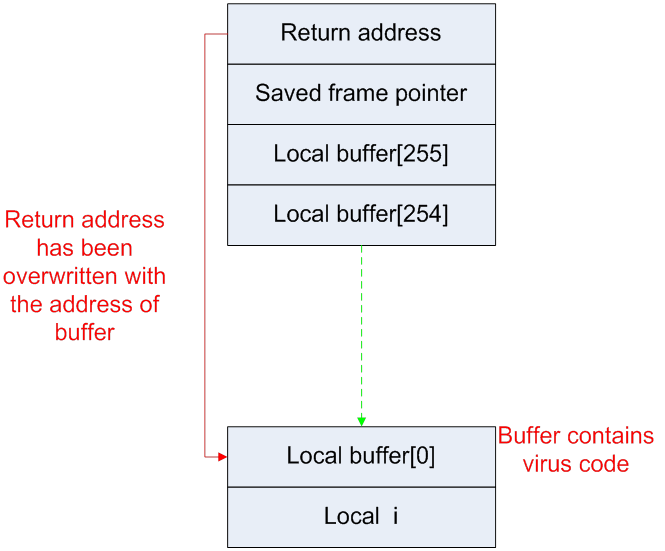 Return address
Saved frame pointer
Local buffer[255]
Local buffer[254]
Return address
has been
overwritten with
the address of
buffer
Local buffer[0]
Buffer contains
virus code
Local i